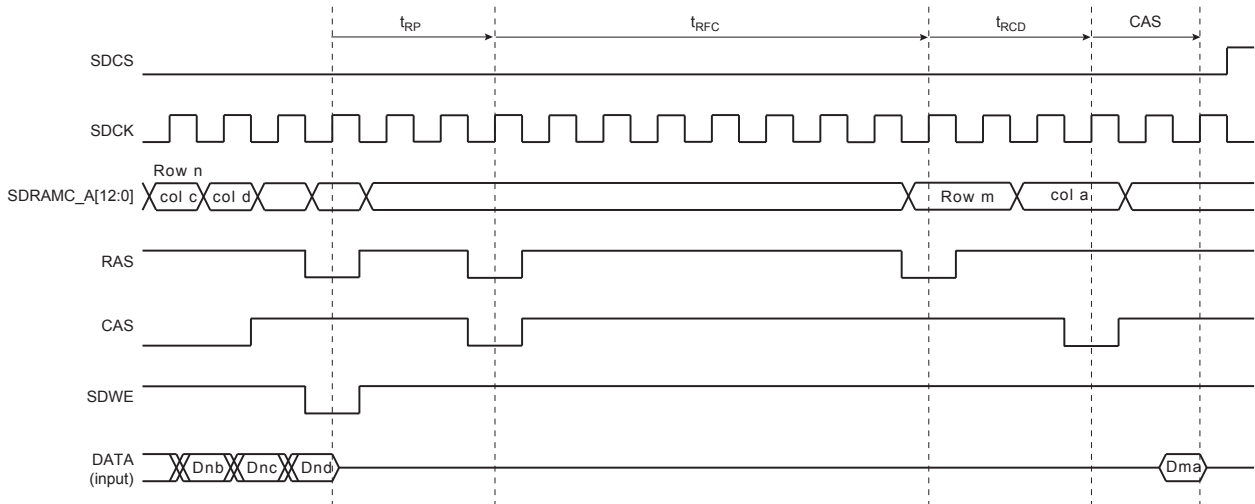 tRP tRFC tRCD CAS
SDCS
SDCK
Row n
SDRAMC_A[12:0] col c col d Row m col a
RAS
CAS
SDWE
DATA (input) Dnb Dnc Dnd Dma